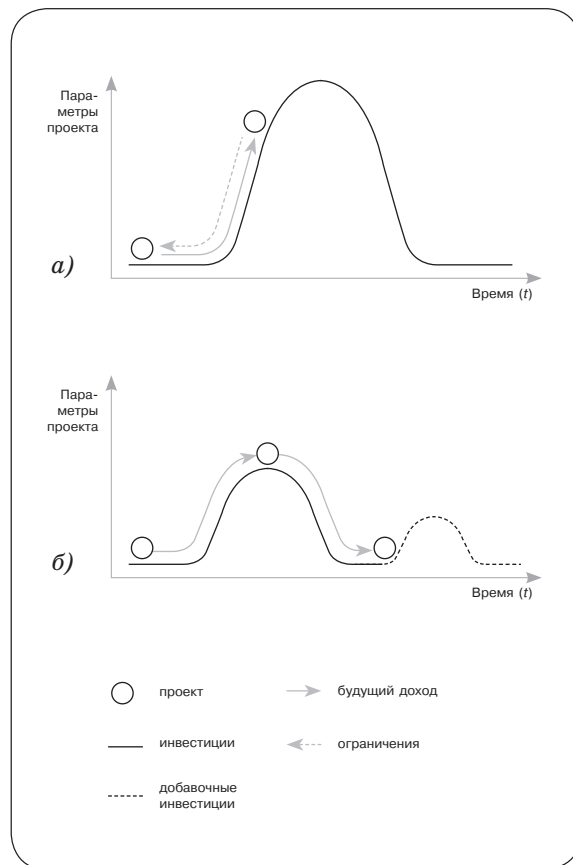 Пара-
метры
проекта
а)
Время (t)
Пара-
метры
проекта
б)
Время (t)
проект
будущий доход
инвестиции
ограничения
добавочные
инвестиции